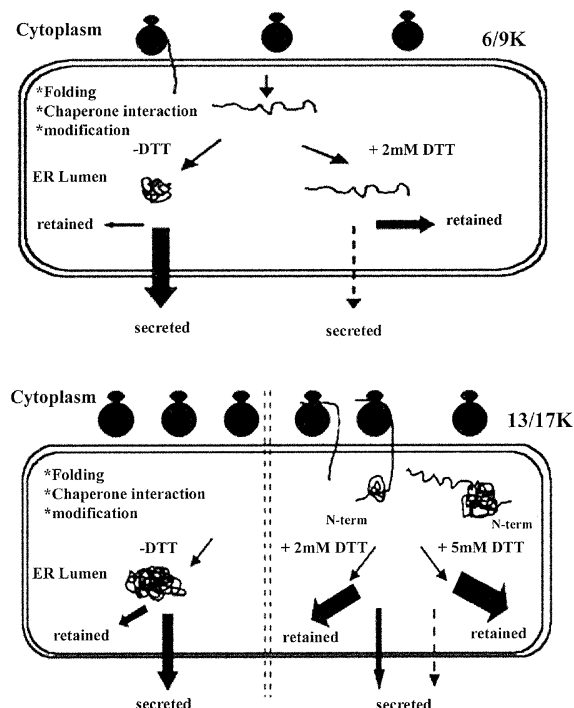 Cytoplasm
6/9K
*Folding
*Chaperone interaction
*modification
-DTT
+ 2mM DTT
ER Lumen
retained
retained
secreted
secreted
Cytoplasm
13/17K
*Folding
*Chaperone interaction
*modification
N-term
N-term
-DTT
+ 2mM DTT
+ 5mM DTT
ER Lumen
retained
retained
retained
secreted
secreted